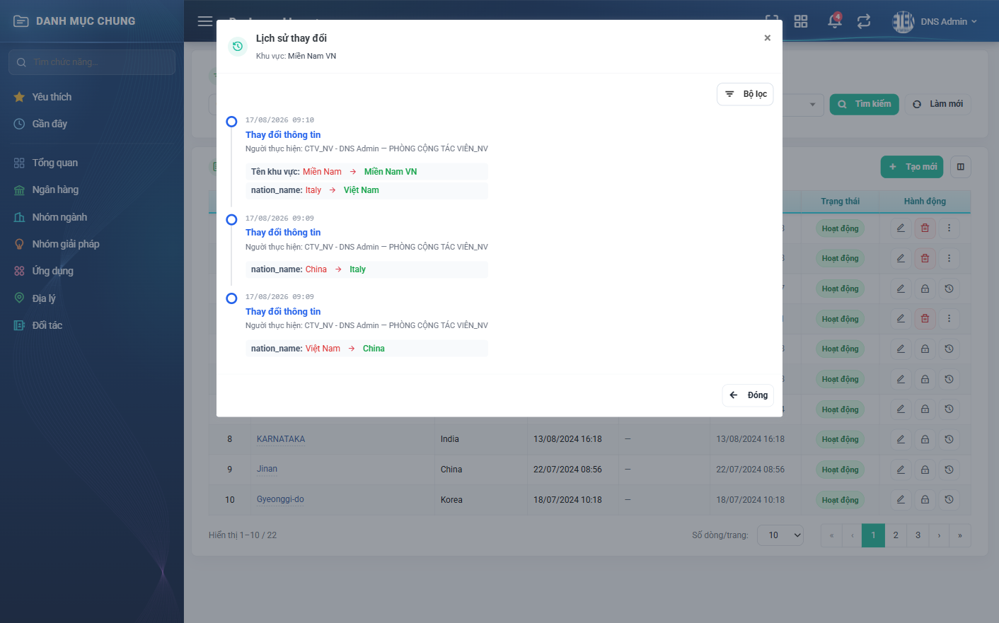 DANH MỤC CHUNG
Tìm chức năng...
Yêu thích
Gần đây
Tổng quan
Ngân hàng
Nhóm ngành
Nhóm giải pháp
Ứng dụng
Địa lý
Đối tác
4
DNS Admin
Lịch sử thay đổi
Khu vực: Miền Nam VN
×
Bộ lọc
17/08/2026 09:10
Thay đổi thông tin
Người thực hiện: CTV_NV - DNS Admin — PHÒNG CỘNG TÁC VIÊN_NV
Tên khu vực: Miền Nam → Miền Nam VN
nation_name: Italy → Việt Nam
17/08/2026 09:09
Thay đổi thông tin
Người thực hiện: CTV_NV - DNS Admin — PHÒNG CỘNG TÁC VIÊN_NV
nation_name: China → Italy
17/08/2026 09:09
Thay đổi thông tin
Người thực hiện: CTV_NV - DNS Admin — PHÒNG CỘNG TÁC VIÊN_NV
nation_name: Việt Nam → China
Đóng
Tìm kiếm
Làm mới
Tạo mới
Trạng thái Hành động
Hoạt động
Hoạt động
Hoạt động
Hoạt động
Hoạt động
Hoạt động
Hoạt động
8 KARNATAKA India 13/08/2024 16:18 — 13/08/2024 16:18 Hoạt động
9 Jinan China 22/07/2024 08:56 — 22/07/2024 08:56 Hoạt động
10 Gyeonggi-do Korea 18/07/2024 10:18 — 18/07/2024 10:18 Hoạt động
Hiển thị 1–10 / 22
Số dòng/trang: 10
« ‹ 1 2 3 › »